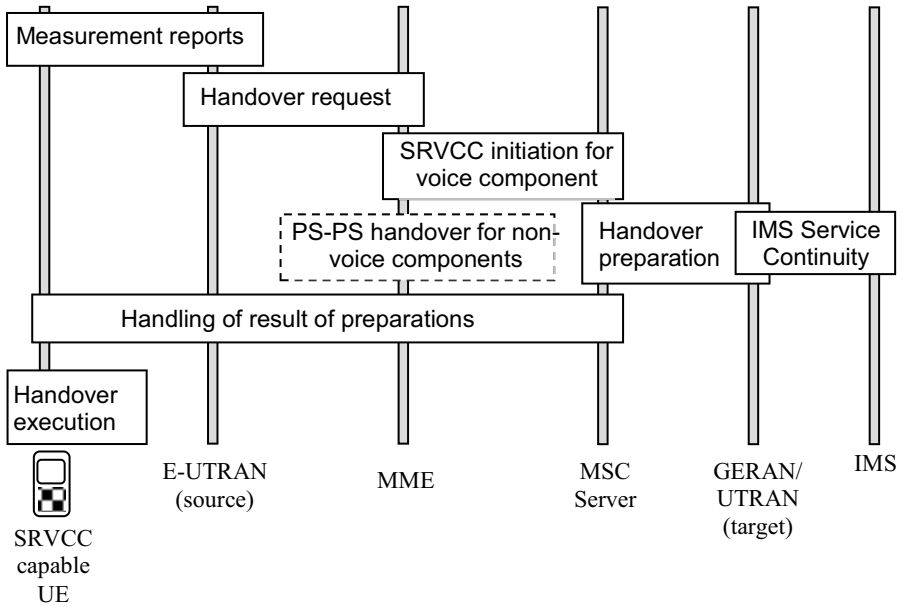 Measurement reports
Handover request
SRVCC initiation for
voice component
PS-PS handover for non-
voice components
Handover
preparation
IMS Service
Continuity
Handling of result of preparations
Handover
execution
E-UTRAN
(source)
MME
MSC
Server
GERAN/
UTRAN
(target)
IMS
SRVCC
capable
UE